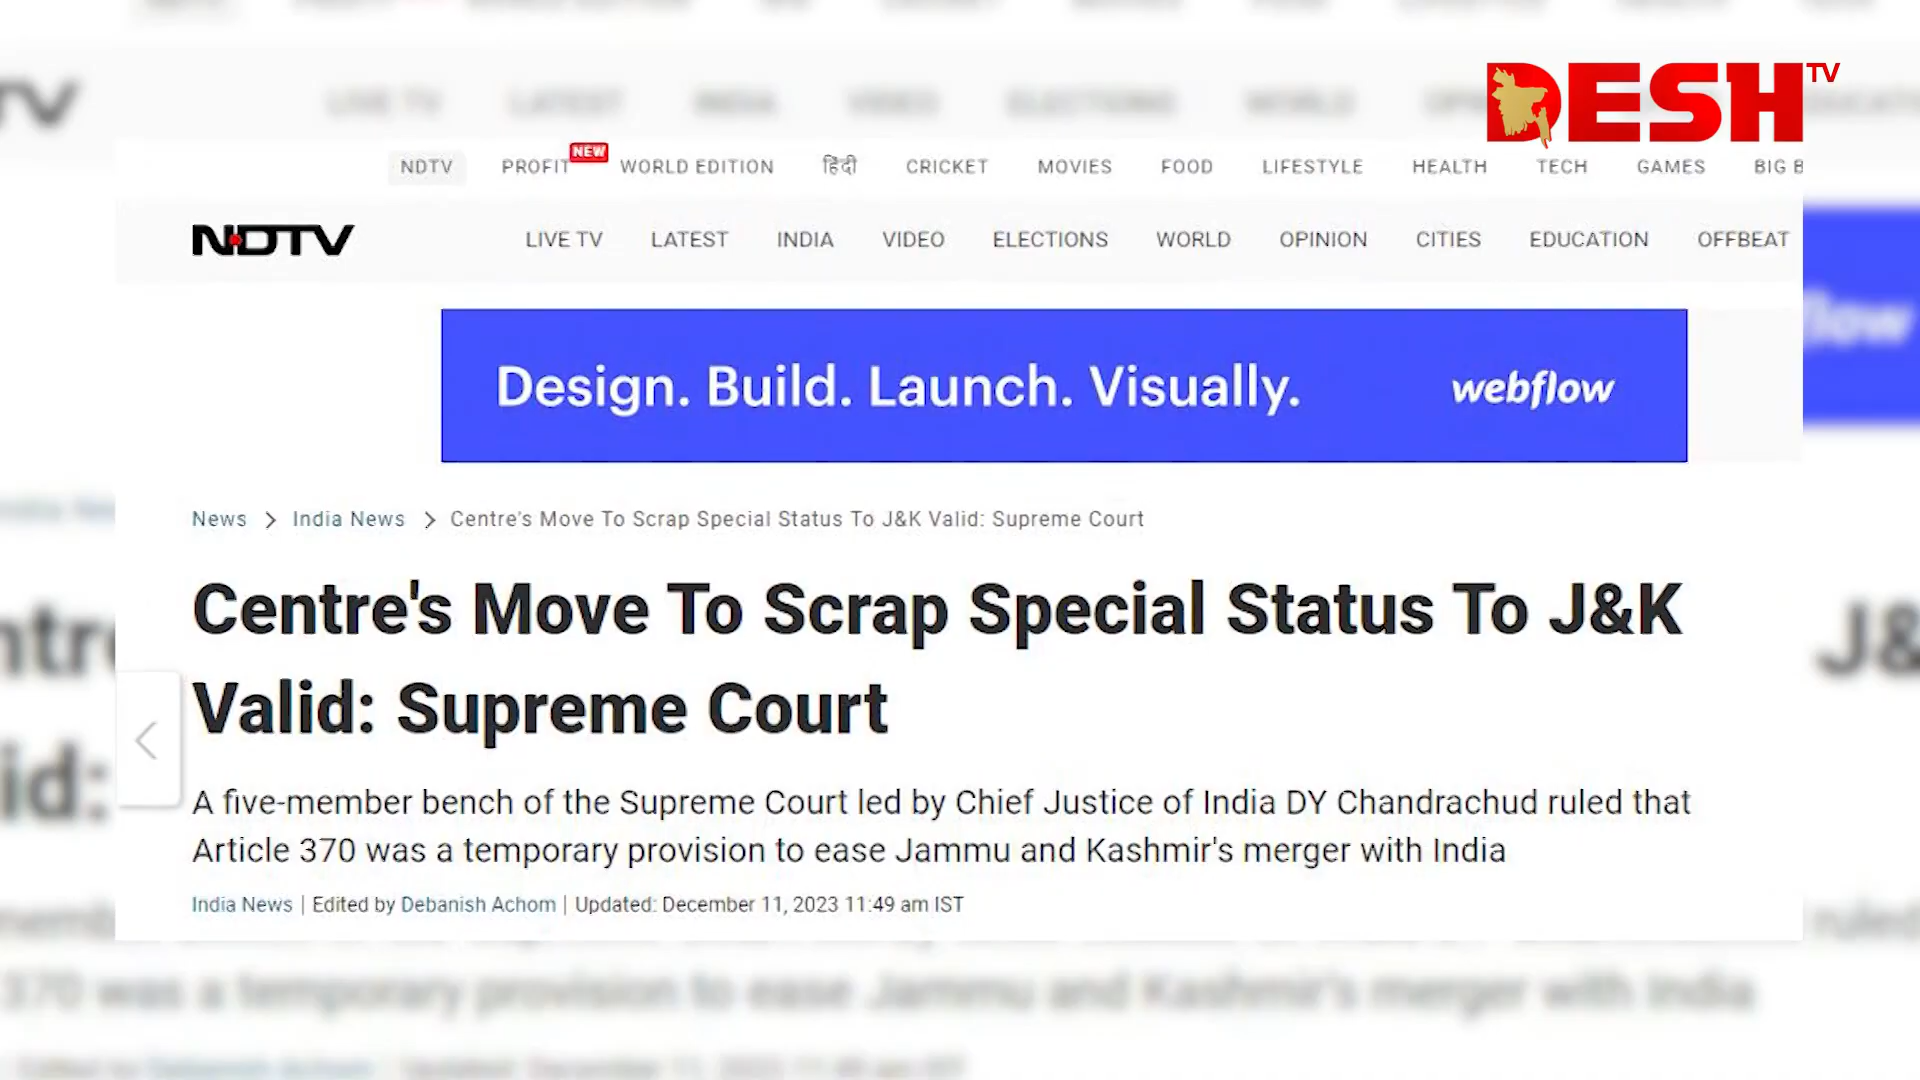 DESH TV
NDTV PROFIT NEW WORLD EDITION हिंदी CRICKET MOVIES FOOD LIFESTYLE HEALTH TECH GAMES BIG B
NDTV LIVE TV LATEST INDIA VIDEO ELECTIONS WORLD OPINION CITIES EDUCATION OFFBEAT
Design. Build. Launch. Visually. webflow
News > India News > Centre's Move To Scrap Special Status To J&K Valid: Supreme Court
Centre's Move To Scrap Special Status To J&K
Valid: Supreme Court
A five-member bench of the Supreme Court led by Chief Justice of India DY Chandrachud ruled that
Article 370 was a temporary provision to ease Jammu and Kashmir's merger with India
India News | Edited by Debanish Achom | Updated: December 11, 2023 11:49 am IST